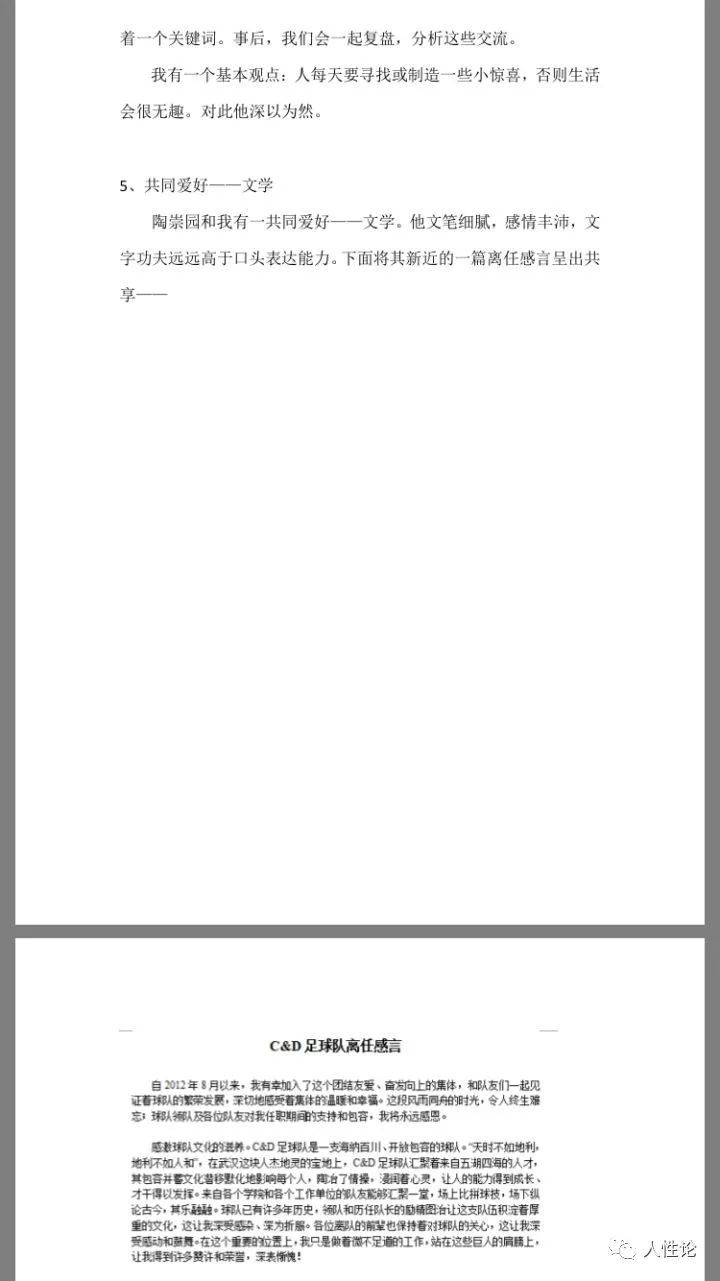 着一个关键词。事后，我们会一起复盘，分析这些交流。
我有一个基本观点：人每天要寻找或制造一些小惊喜，否则生活
会很无趣。对此他深以为然。
5、共同爱好——文学
陶崇园和我有一共同爱好——文学。他文笔细腻，感情丰沛，文
字功夫远远高于口头表达能力。下面将其新近的一篇离任感言呈出共
享——
C&D 足球队离任感言
自 2012 年 8 月以来，我有幸加入了这个团结友爱、奋发向上的集体，和队友们一起见
证着球队的繁荣发展，深切地感受着集体的温暖和幸福。这段风雨同舟的时光，令人终生难
忘；球队领队及各位队友对我任职期间的支持和包容，我将永远感恩。
感激球队文化的滋养。C&D 足球队是一支海纳百川、开放包容的球队。“天时不如地利，
地利不如人和”，在武汉这块人杰地灵的宝地上，C&D 足球队汇聚着来自五湖四海的人才，
其包容并蓄文化潜移默化地影响每个人，陶冶了情操，浸润着心灵，让人的能力得到成长、
才干得以发挥。来自各个学院和各个工作单位的队友能够汇聚一堂，场上比拼球技，场下纵
论古今，其乐融融。球队已有许多年历史，领队和历任队长的励精图治让这支队伍积淀着厚
重的文化，这让我深受感染、深为折服。各位离队的前辈也保持着对球队的关心，这让我深
受感动和鼓舞。在这个重要的位置上，我只是做着微不足道的工作，站在这些巨人的肩膀上，
让我得到许多赞许和荣誉，深表惭愧！
人性论